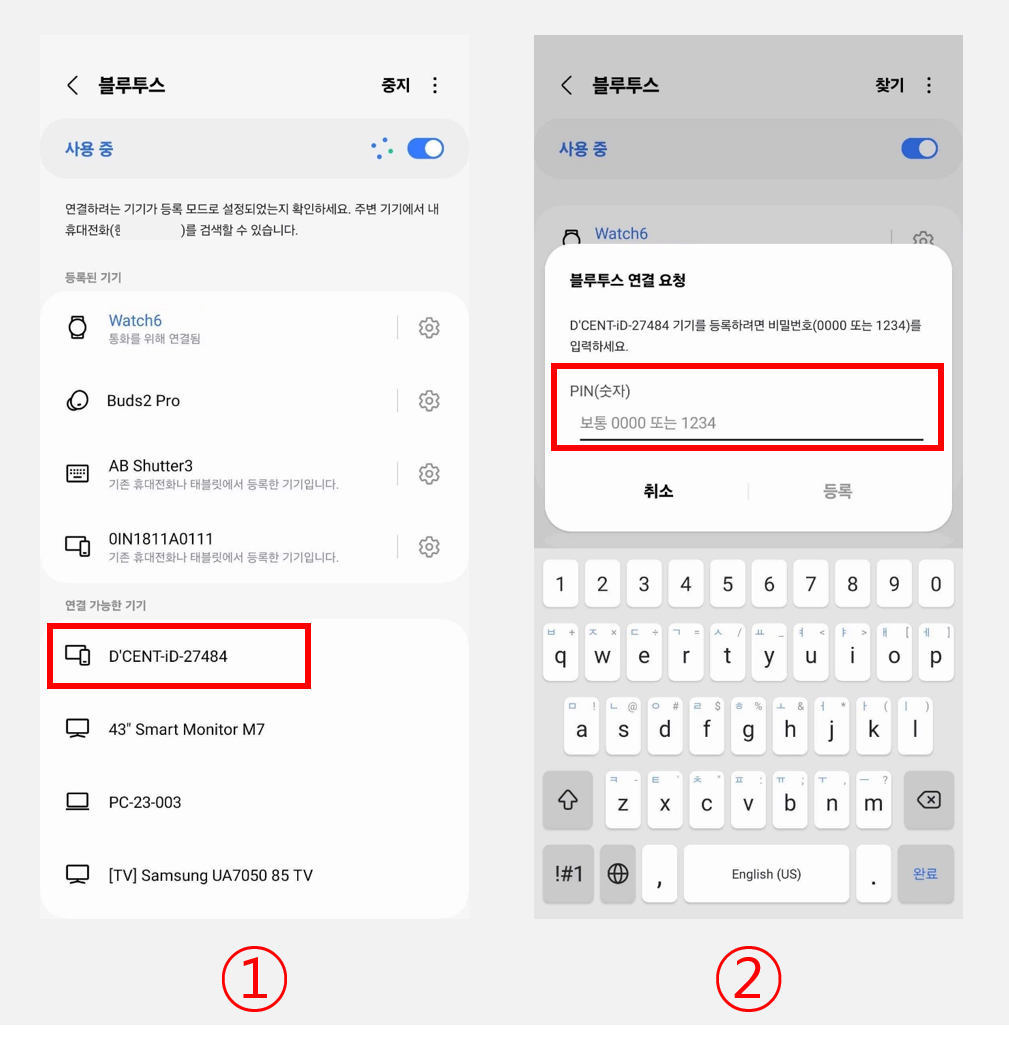 블루투스
중지
사용 중
연결하려는 기기가 등록 모드로 설정되었는지 확인하세요. 주변 기기에서 내
휴대전화( )를 검색할 수 있습니다.
등록된 기기
Watch6
통화를 위해 연결됨
Buds2 Pro
AB Shutter3
기존 휴대전화나 태블릿에서 등록한 기기입니다.
0IN1811A0111
기존 휴대전화나 태블릿에서 등록한 기기입니다.
연결 가능한 기기
D'CENT-iD-27484
43" Smart Monitor M7
PC-23-003
[TV] Samsung UA7050 85 TV
①
블루투스
찾기
사용 중
Watch6
블루투스 연결 요청
D'CENT-iD-27484 기기를 등록하려면 비밀번호(0000 또는 1234)를
입력하세요.
PIN(숫자)
보통 0000 또는 1234
취소
등록
1 2 3 4 5 6 7 8 9 0
ㅂ + ㅈ × ㄷ ÷ ㄱ = ㅅ / ㅛ _ ㅕ < ㅑ > ㅐ [ ㅔ ]
q w e r t y u i o p
ㅁ ! ㄴ @ ㅇ # ㄹ $ ㅎ % ㅗ & ㅓ * ㅏ ( ㅣ )
a s d f g h j k l
ㅋ - ㅌ ' ㅊ " ㅍ : ㅠ ; ㅜ , ㅡ ?
z x c v b n m
!#1 , English (US) . 완료
②